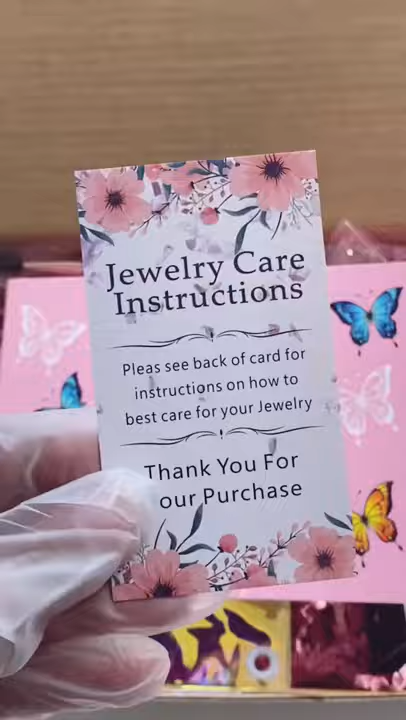 Jewelry Care
Instructions
Pleas see back of card for
instructions on how to
best care for your Jewelry
Thank You For
our Purchase